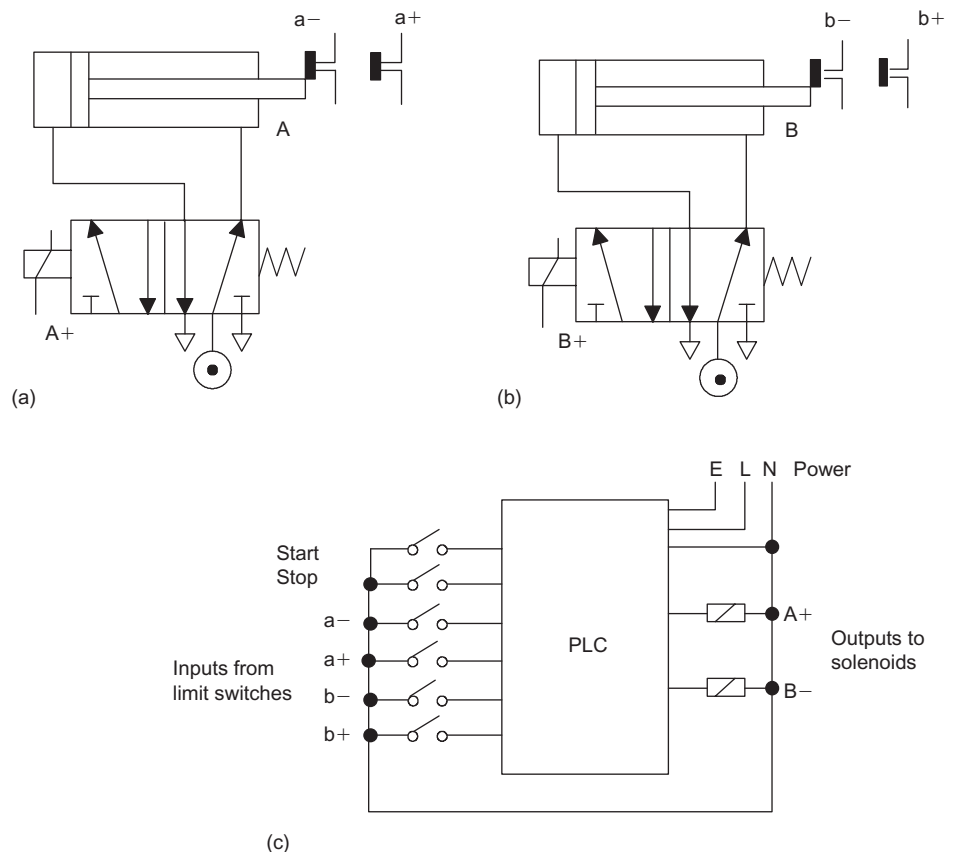 a− a+
A
A+
(a)
b− b+
B
B+
(b)
E L N Power
Start
Stop
a−
a+
b−
b+
Inputs from
limit switches
PLC
A+
B−
Outputs to
solenoids
(c)